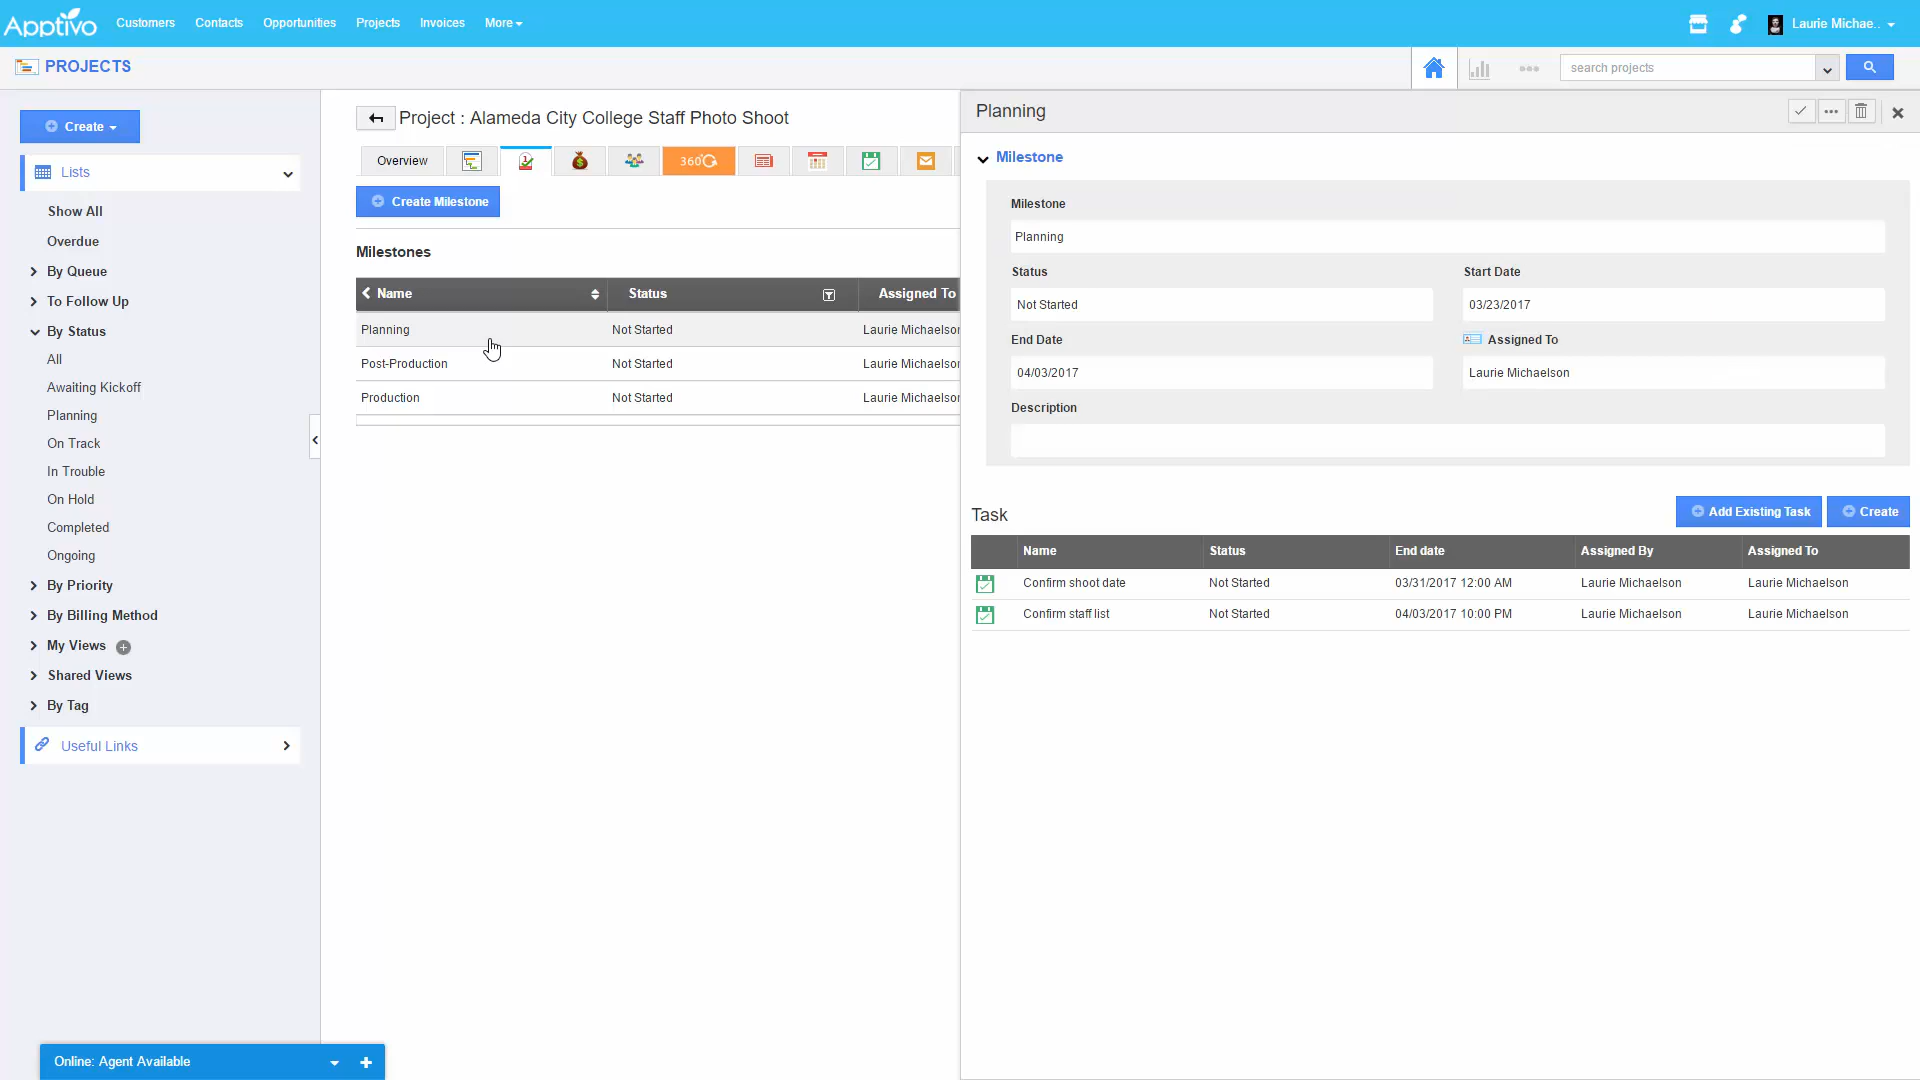 Apptivo Customers Contacts Opportunities Projects Invoices More Laurie Michae..
PROJECTS
search projects
Create
Lists
Show All
Overdue
By Queue
To Follow Up
By Status
All
Awaiting Kickoff
Planning
On Track
In Trouble
On Hold
Completed
Ongoing
By Priority
By Billing Method
My Views
Shared Views
By Tag
Useful Links
Online: Agent Available
Project : Alameda City College Staff Photo Shoot
Overview 360
Create Milestone
Milestones
Name Status Assigned To
Planning Not Started Laurie Michaelson
Post-Production Not Started Laurie Michaelson
Production Not Started Laurie Michaelson
Planning
Milestone
Milestone
Planning
Status Start Date
Not Started 03/23/2017
End Date Assigned To
04/03/2017 Laurie Michaelson
Description
Task Add Existing Task Create
Name Status End date Assigned By Assigned To
Confirm shoot date Not Started 03/31/2017 12:00 AM Laurie Michaelson Laurie Michaelson
Confirm staff list Not Started 04/03/2017 10:00 PM Laurie Michaelson Laurie Michaelson